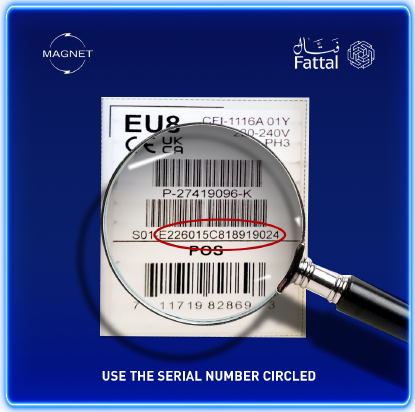 MAGNET
فتال
Fattal
EU8
CFI-1116A 01Y
220-240V
PH3
CE UK CA
P-27419096-K
S01-E226015C818919024
POS
7 11719 82869 3
USE THE SERIAL NUMBER CIRCLED